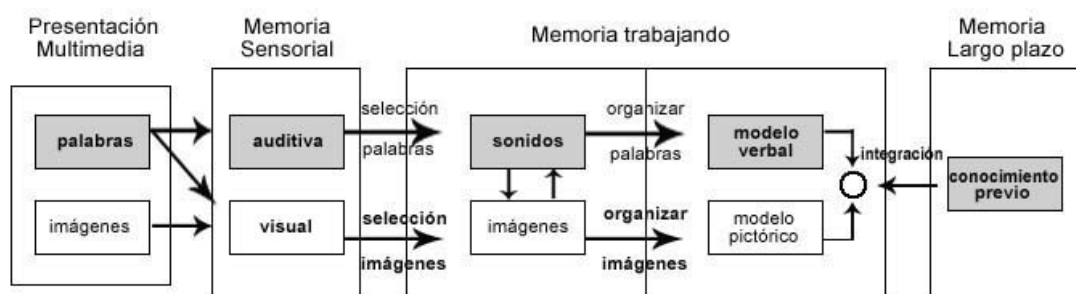 Presentación
Multimedia
Memoria
Sensorial
Memoria trabajando
Memoria
Largo plazo
palabras
imágenes
auditiva
visual
selección
palabras
selección
imágenes
sonidos
imágenes
organizar
palabras
organizar
imágenes
modelo
verbal
modelo
pictórico
integración
conocimiento
previo